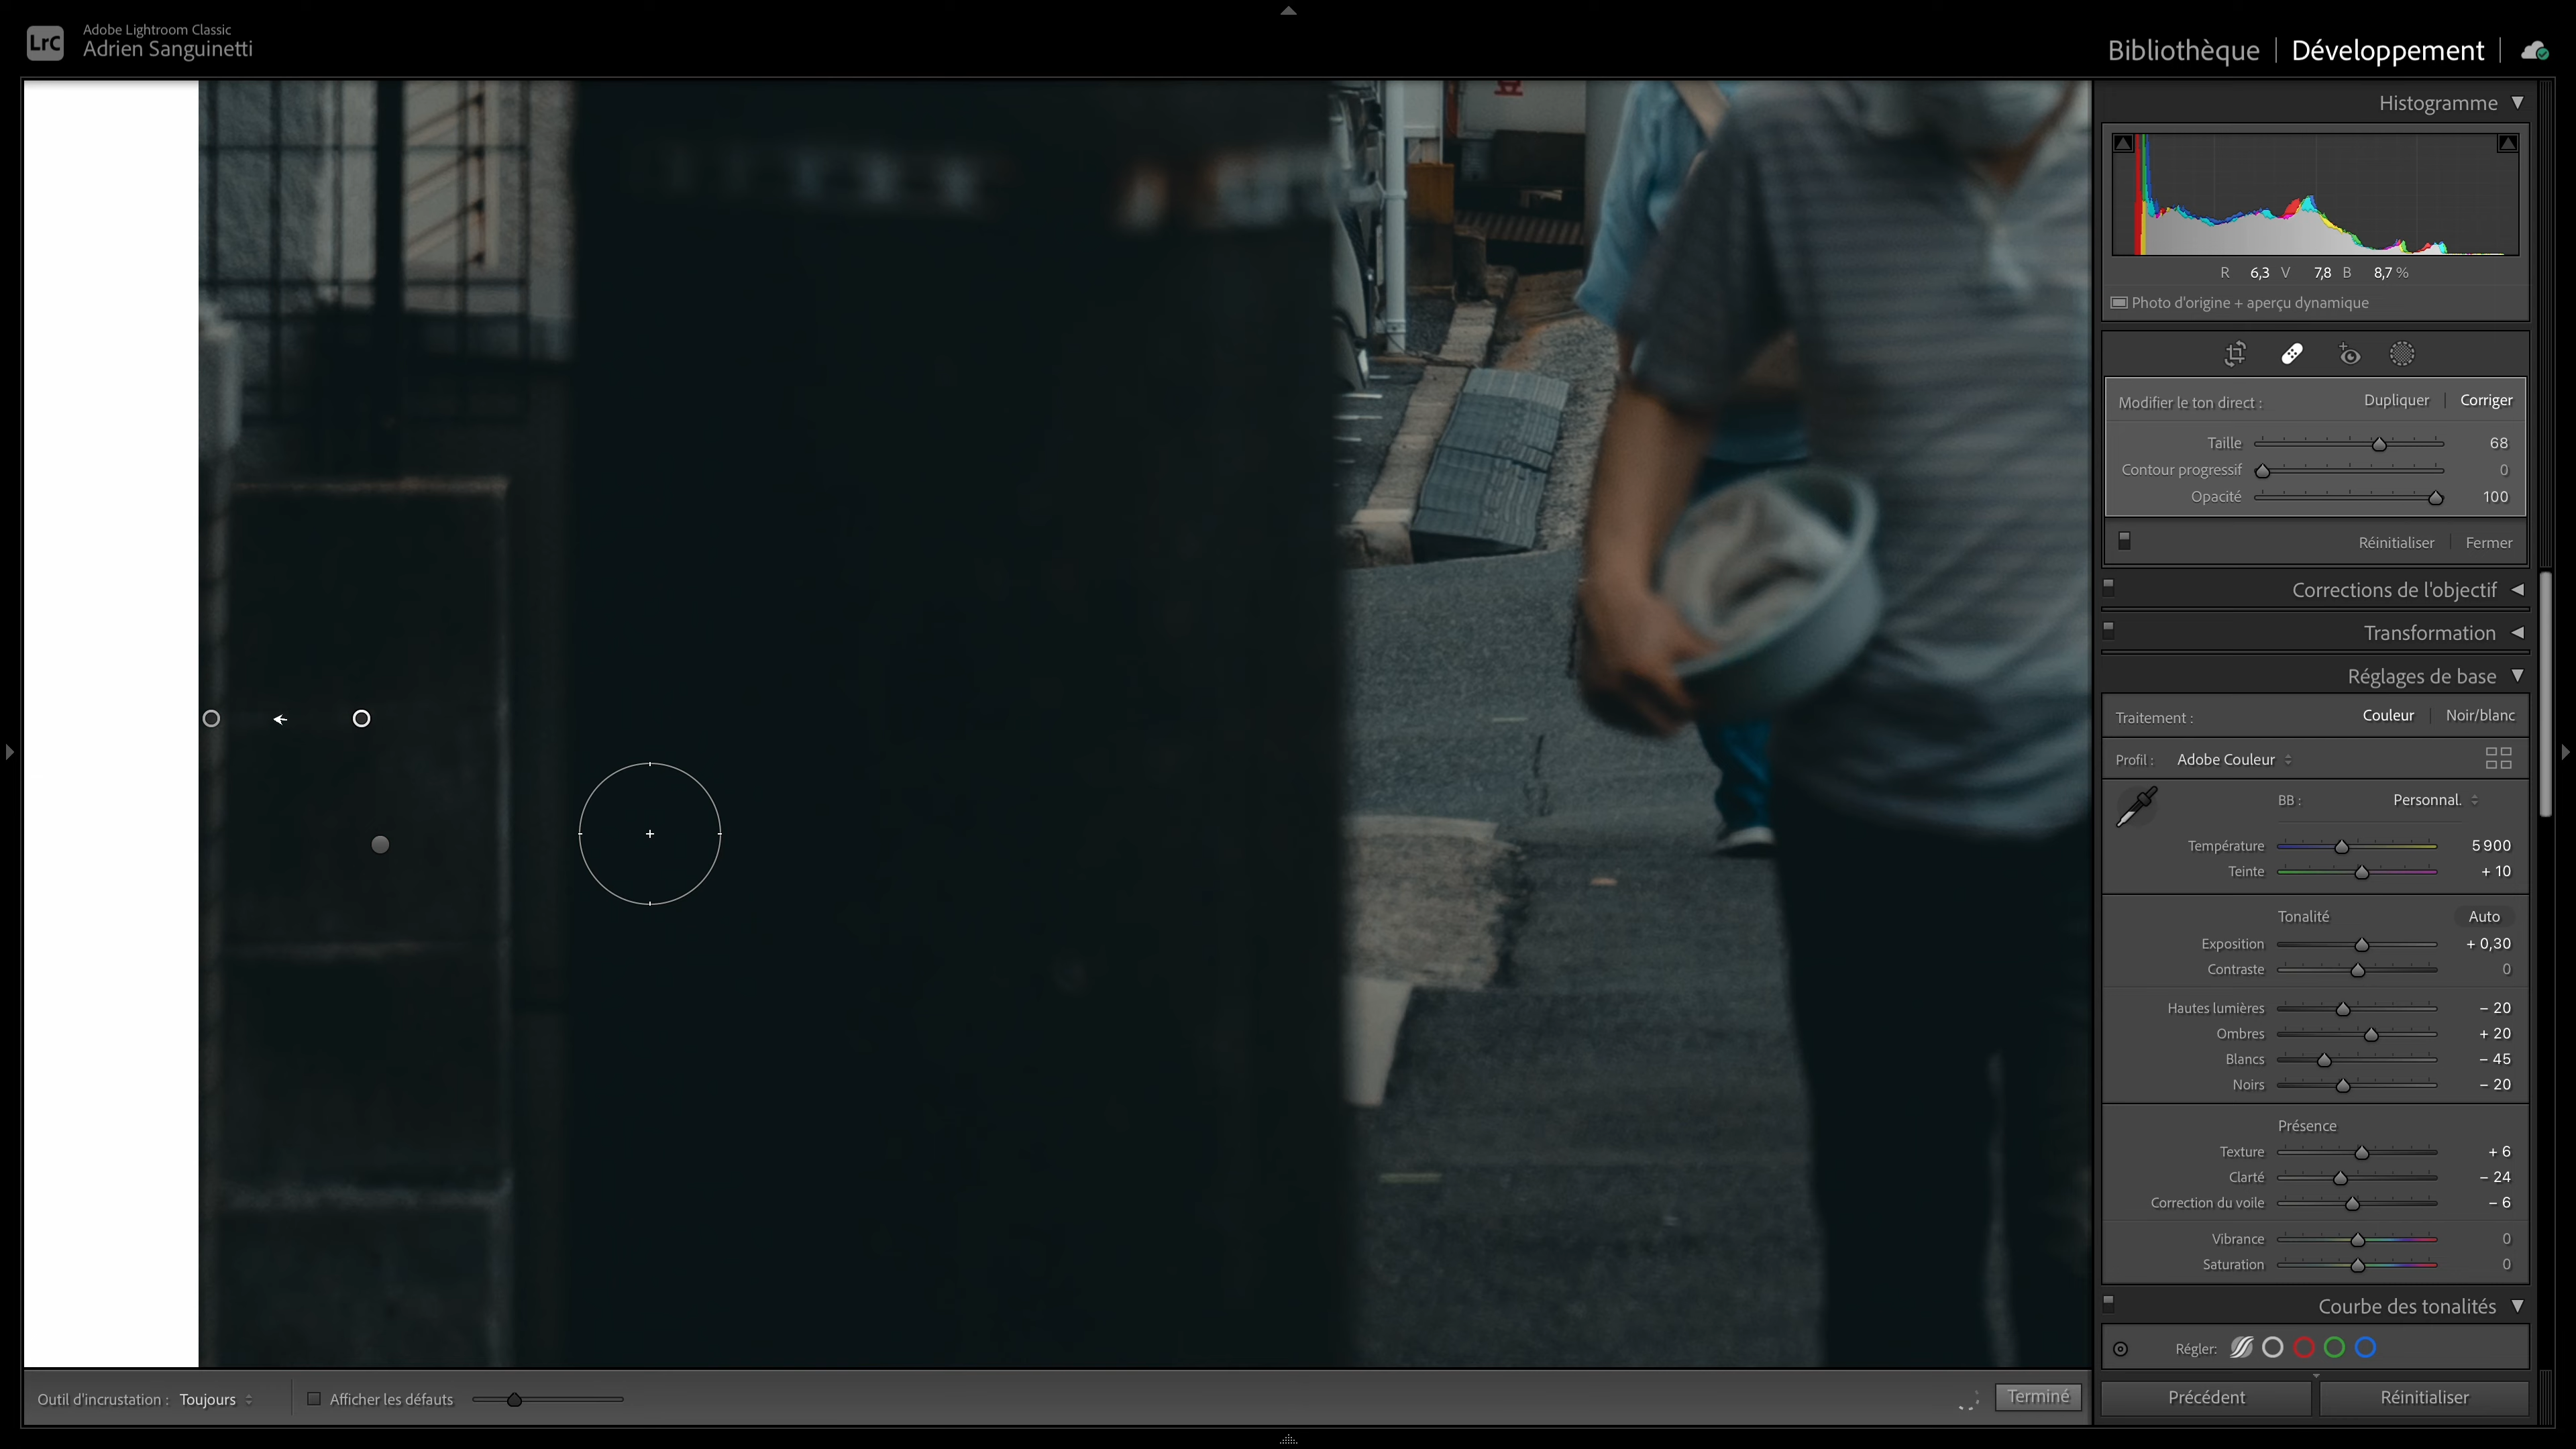 LrC
Adobe Lightroom Classic
Adrien Sanguinetti
Bibliothèque | Développement |
Histogramme
R 6,3 V 7,8 B 8,7 %
Photo d'origine + aperçu dynamique
Modifier le ton direct : Dupliquer | Corriger
Taille 68
Contour progressif 0
Opacité 100
Réinitialiser | Fermer
Corrections de l'objectif
Transformation
Réglages de base
Traitement : Couleur | Noir/blanc
Profil : Adobe Couleur
BB : Personnal.
Température 5 900
Teinte + 10
Tonalité Auto
Exposition + 0,30
Contraste 0
Hautes lumières – 20
Ombres + 20
Blancs – 45
Noirs – 20
Présence
Texture + 6
Clarté – 24
Correction du voile – 6
Vibrance 0
Saturation 0
Courbe des tonalités
Régler:
Outil d'incrustation : Toujours Afficher les défauts Terminé
Précédent Réinitialiser